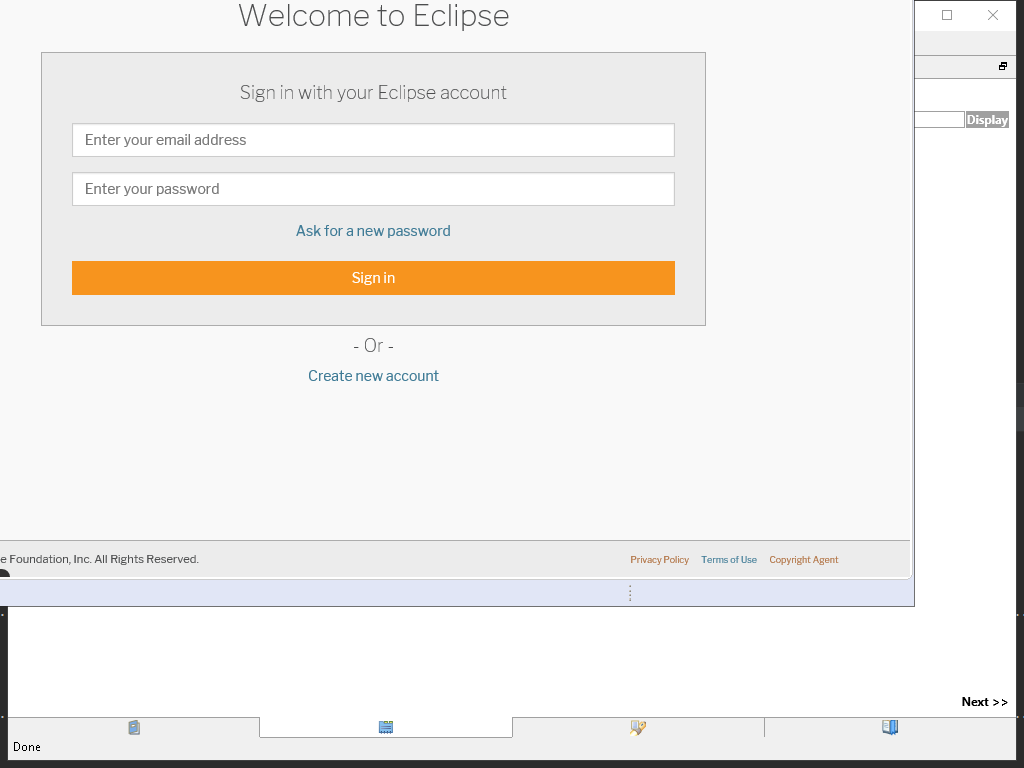 Welcome to Eclipse
Sign in with your Eclipse account
Enter your email address
Enter your password
Ask for a new password
Sign in
- Or -
Create new account
e Foundation, Inc. All Rights Reserved.
Privacy Policy
Terms of Use
Copyright Agent
Display
Next >>
Done